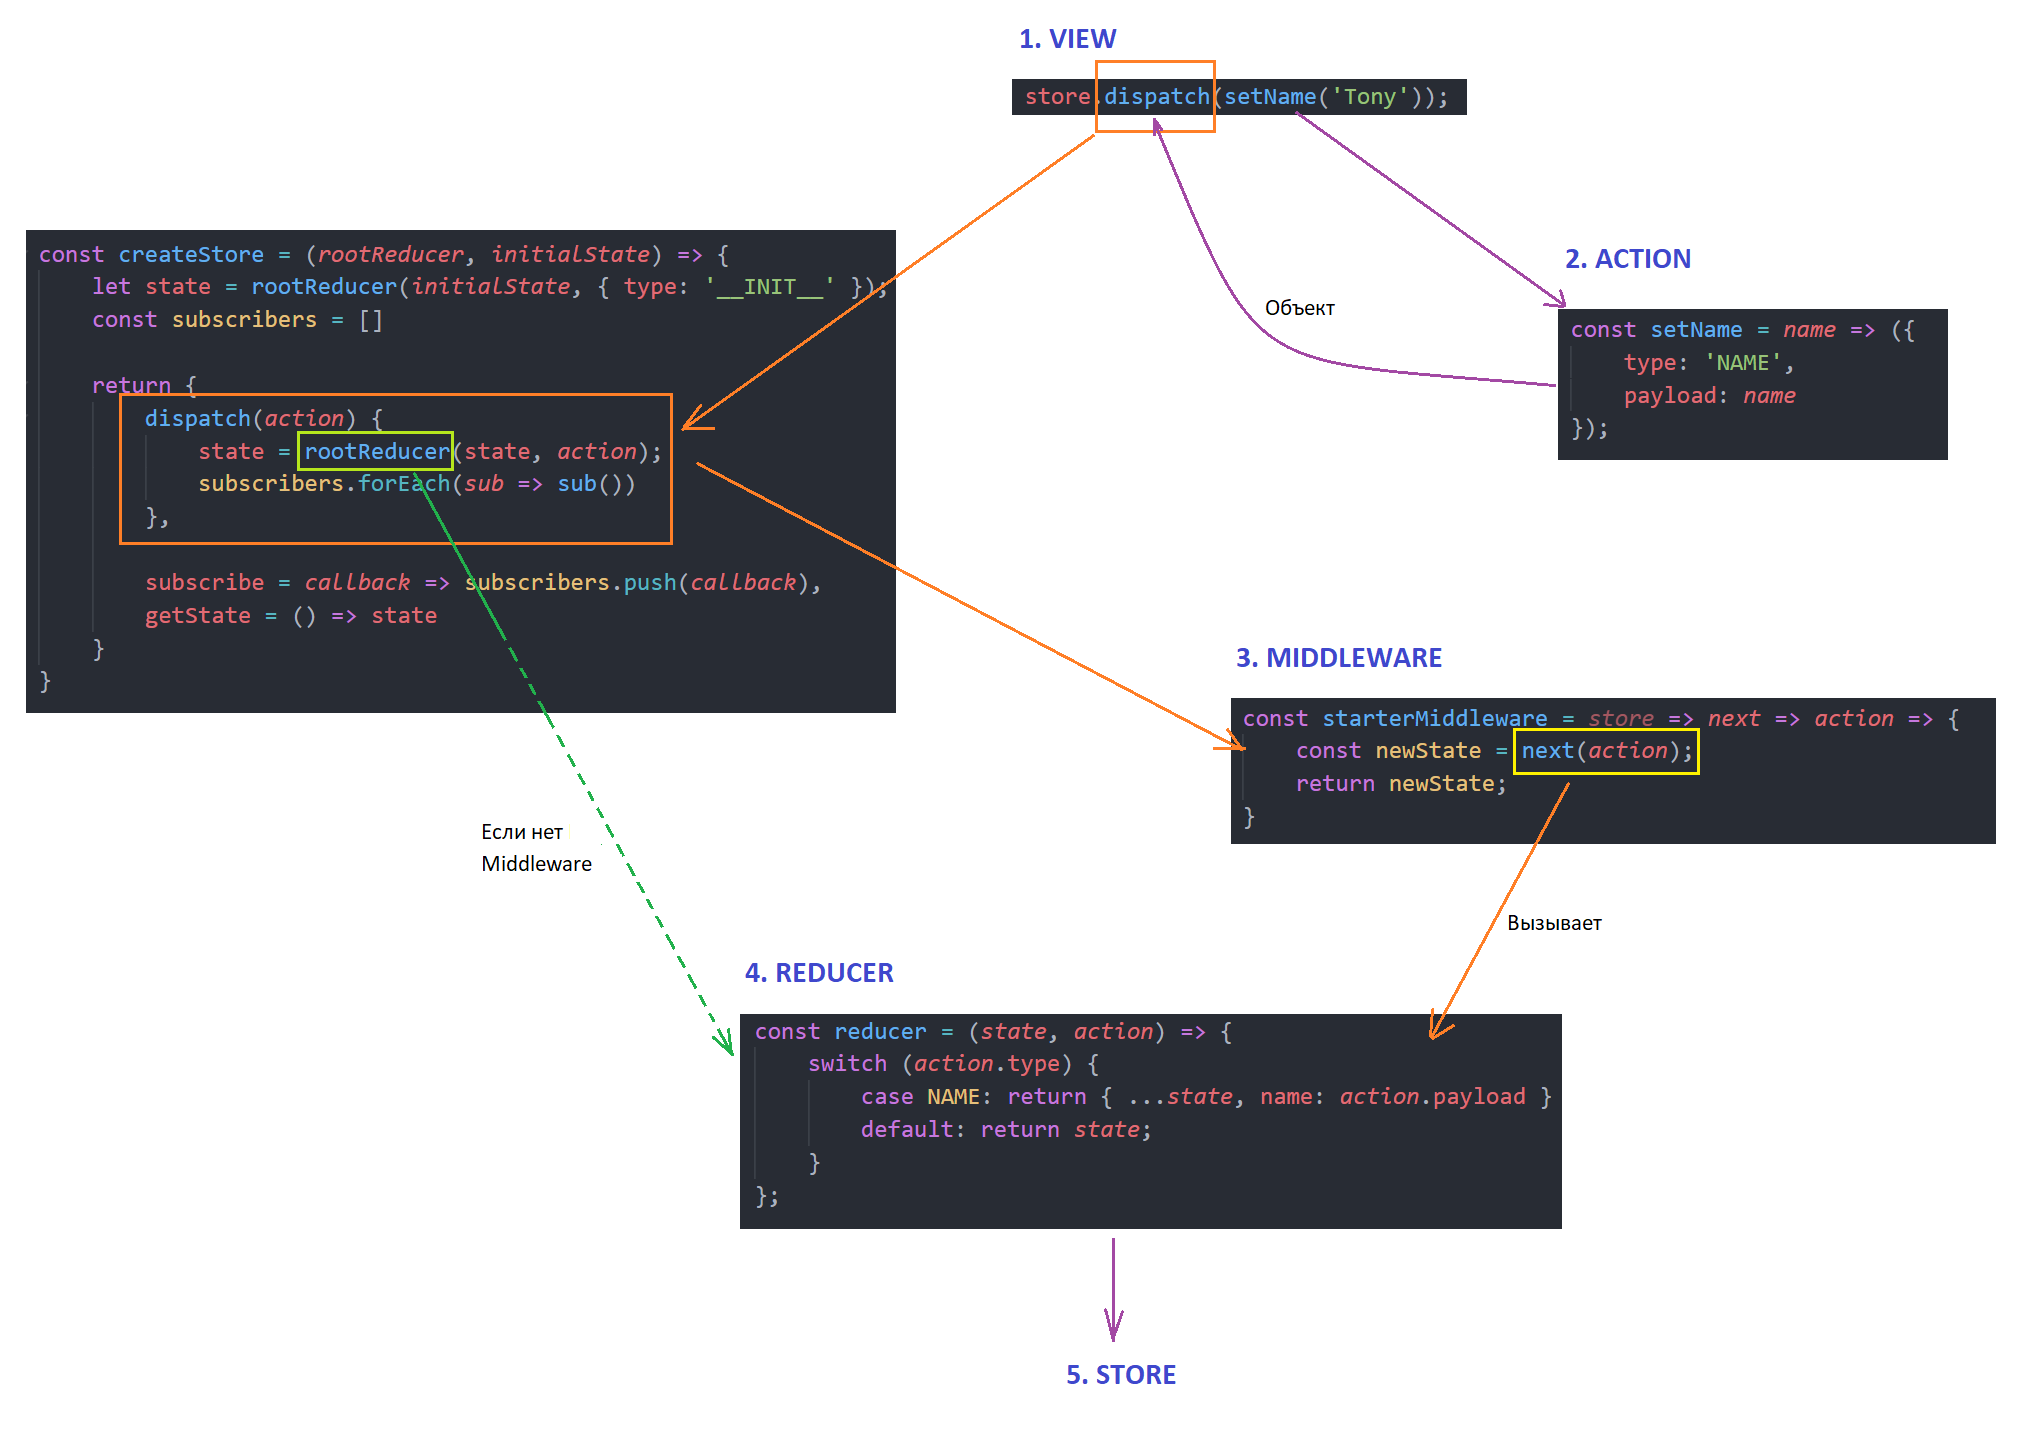 1. VIEW
store.dispatch(setName('Tony'));
const createStore = (rootReducer, initialState) => {
let state = rootReducer(initialState, { type: '__INIT__' });
const subscribers = []
return {
dispatch(action) {
state = rootReducer(state, action);
subscribers.forEach(sub => sub())
},
subscribe = callback => subscribers.push(callback),
getState = () => state
}
}
2. ACTION
Объект
const setName = name => ({
type: 'NAME',
payload: name
});
3. MIDDLEWARE
const starterMiddleware = store => next => action => {
const newState = next(action);
return newState;
}
Если нет
Middleware
Вызывает
4. REDUCER
const reducer = (state, action) => {
switch (action.type) {
case NAME: return { ...state, name: action.payload }
default: return state;
}
};
5. STORE